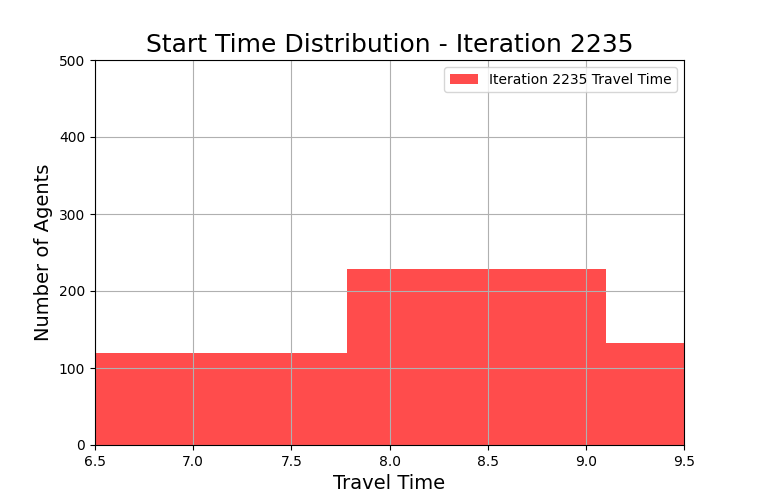 Start Time Distribution - Iteration 2235
Iteration 2235 Travel Time
Number of Agents
500
400
300
200
100
0
6.5 7.0 7.5 8.0 8.5 9.0 9.5
Travel Time